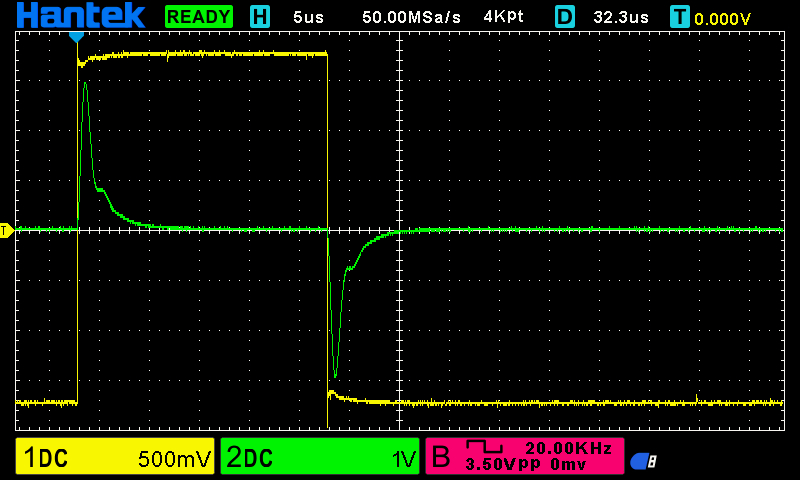 Hantek READY H 5us 50.00MSa/s 4Kpt D 32.3us T 0.000V
T
1DC 500mV 2DC 1V B 20.00KHz
3.50Vpp 0mv